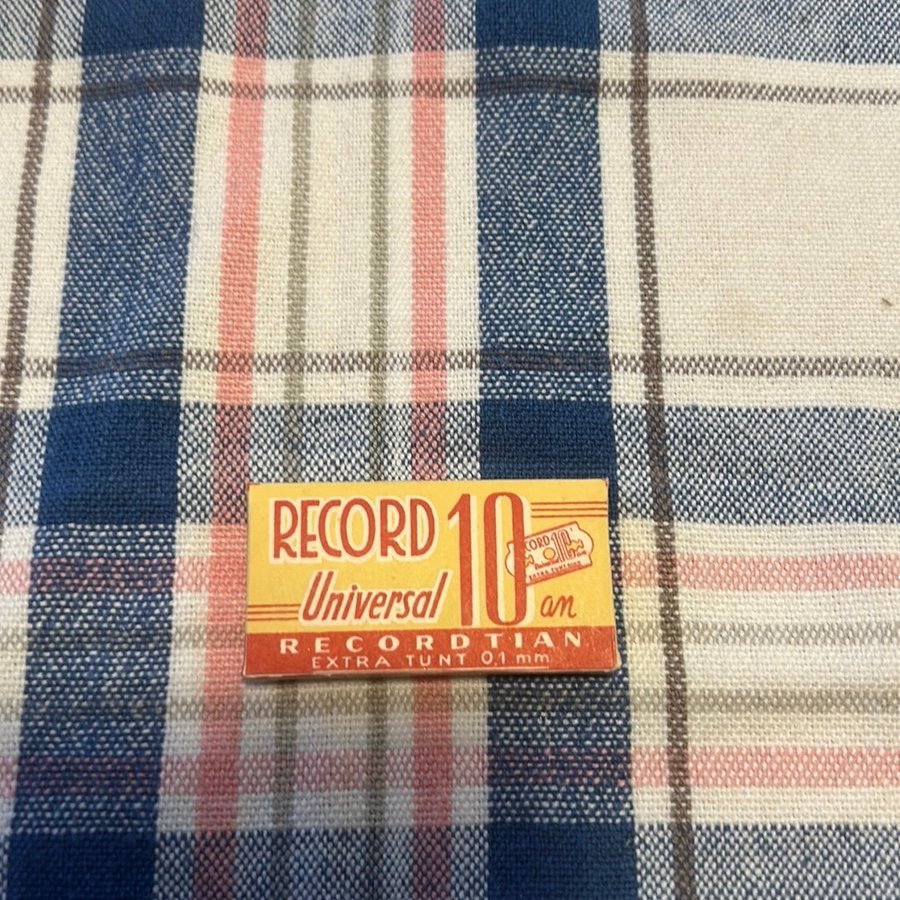 RECORD 10
Universal an
RECORDTIAN
EXTRA TUNT 0,1 mm